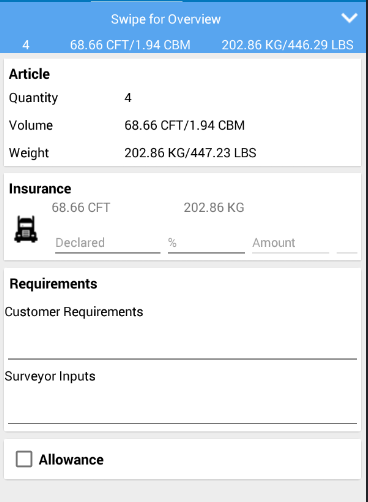 Swipe for Overview
4 68.66 CFT/1.94 CBM 202.86 KG/446.29 LBS
Article
Quantity 4
Volume 68.66 CFT/1.94 CBM
Weight 202.86 KG/447.23 LBS
Insurance
68.66 CFT 202.86 KG
Declared % Amount
Requirements
Customer Requirements
Surveyor Inputs
Allowance